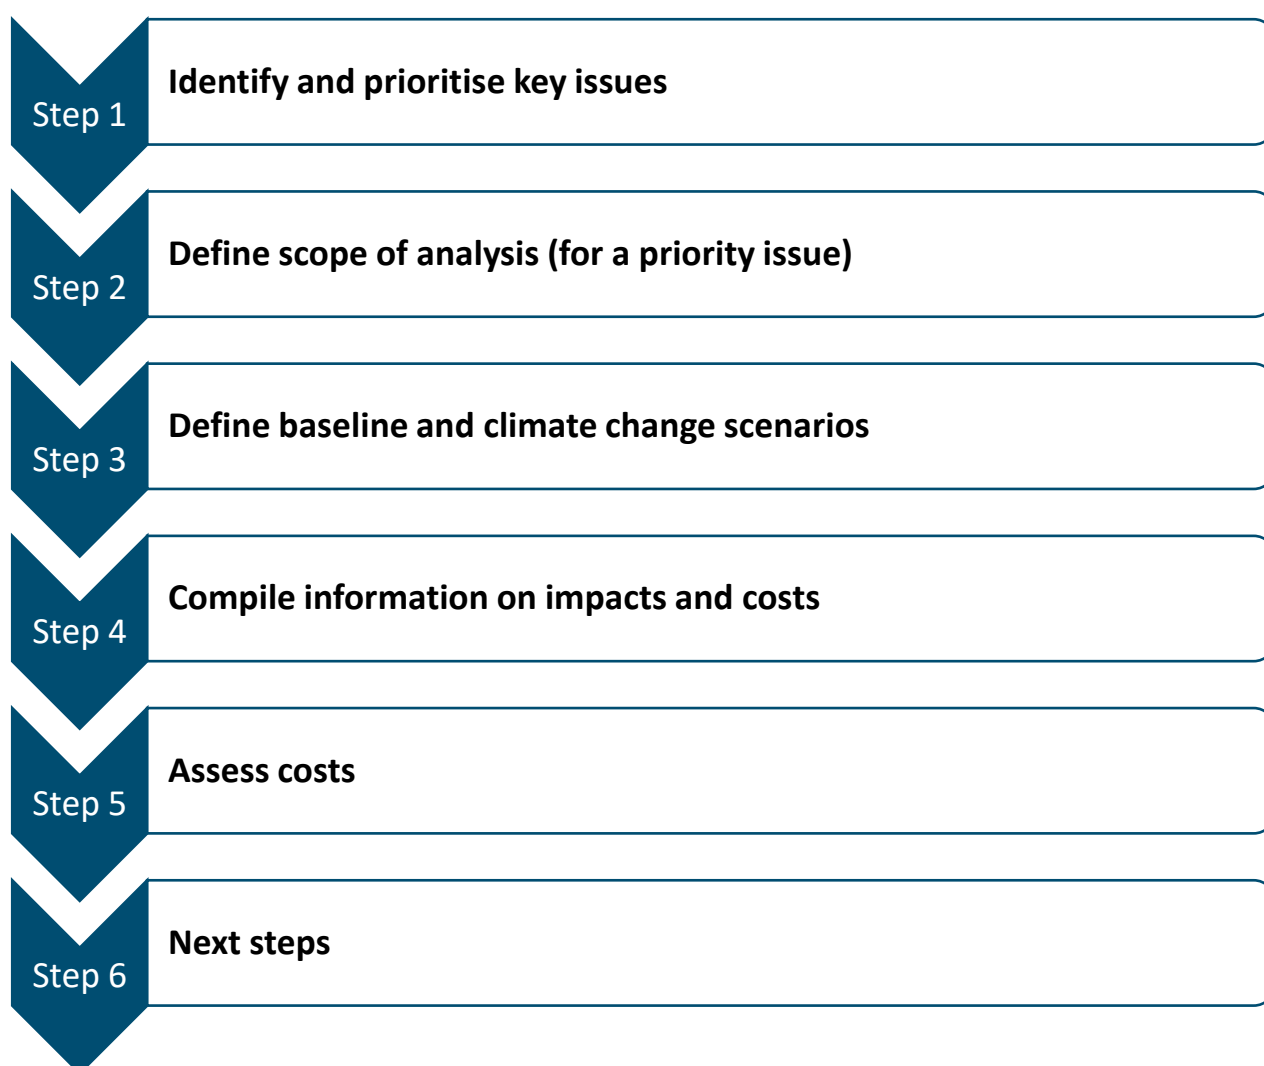 Step 1
Identify and prioritise key issues
Step 2
Define scope of analysis (for a priority issue)
Step 3
Define baseline and climate change scenarios
Step 4
Compile information on impacts and costs
Step 5
Assess costs
Step 6
Next steps